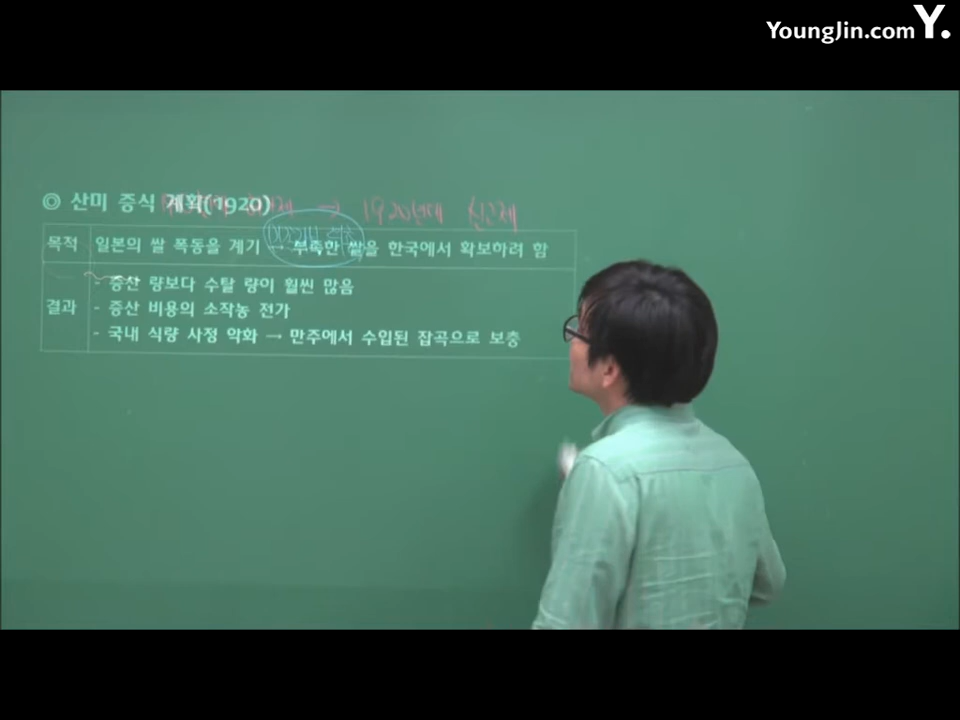 YoungJin.com Y.
◎ 산미 증식 계획(1920)
→ 1920년대 신고제
목적 일본의 쌀 폭동을 계기 → 부족한 쌀을 한국에서 확보하려 함
- 증산 량보다 수탈 량이 훨씬 많음
결과 - 증산 비용의 소작농 전가
- 국내 식량 사정 악화 → 만주에서 수입된 잡곡으로 보충